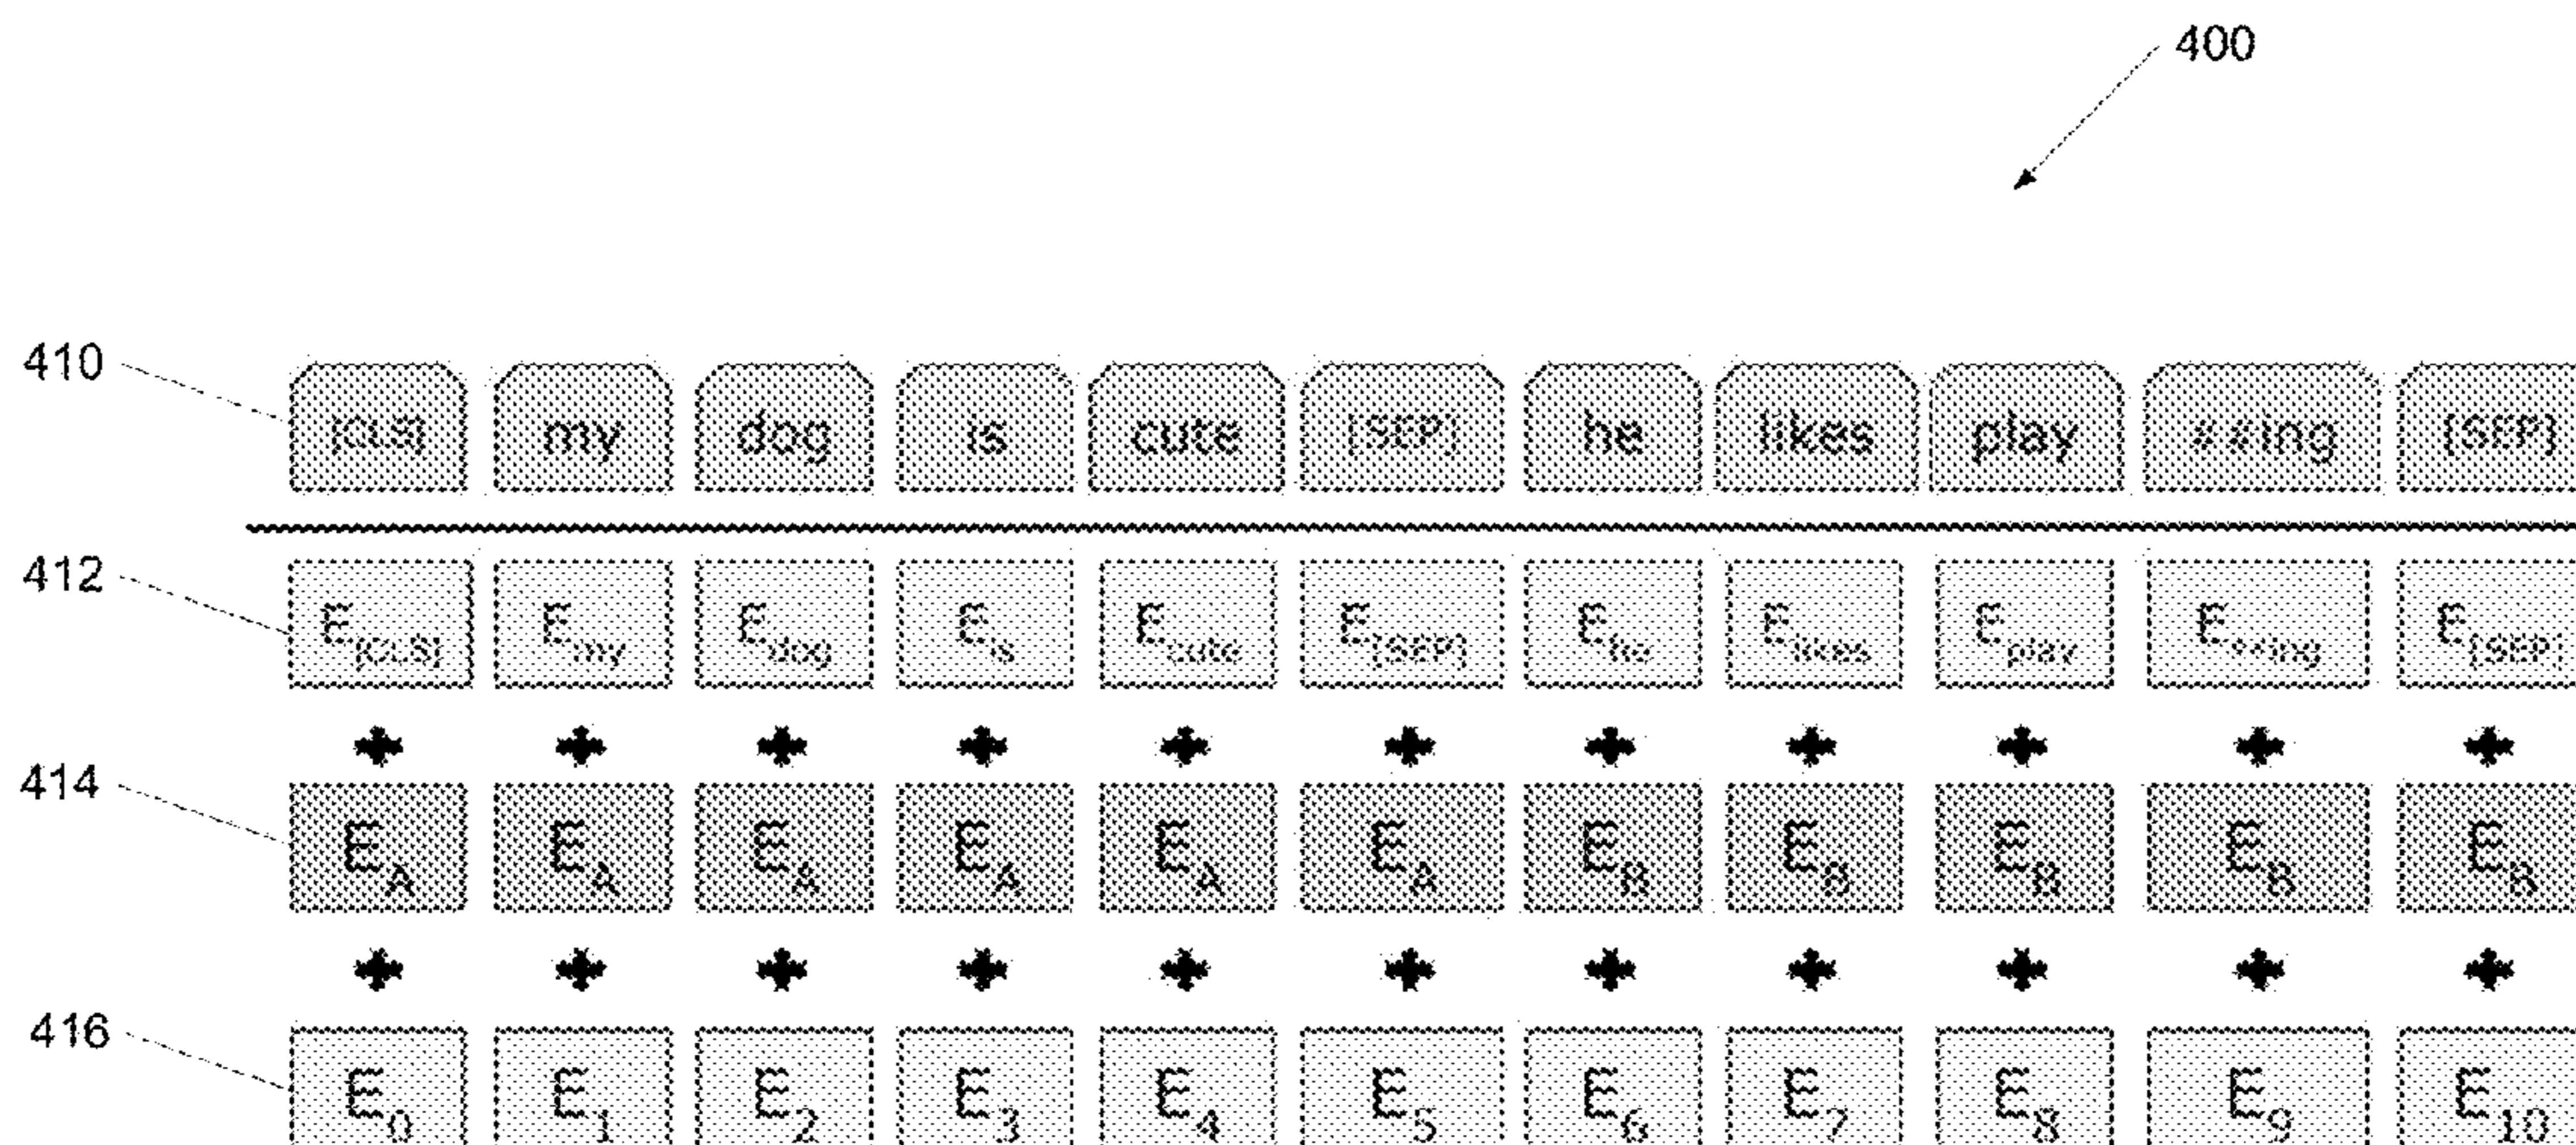 400
410 [CLS] my dog is cute [SEP] he likes play ##ing [SEP]
412 E[CLS] Emy Edog Eis Ecute E[SEP] Ehe Elikes Eplay E##ing E[SEP]
414 EA EA EA EA EA EA EB EB EB EB EB
416 E0 E1 E2 E3 E4 E5 E6 E7 E8 E9 E10